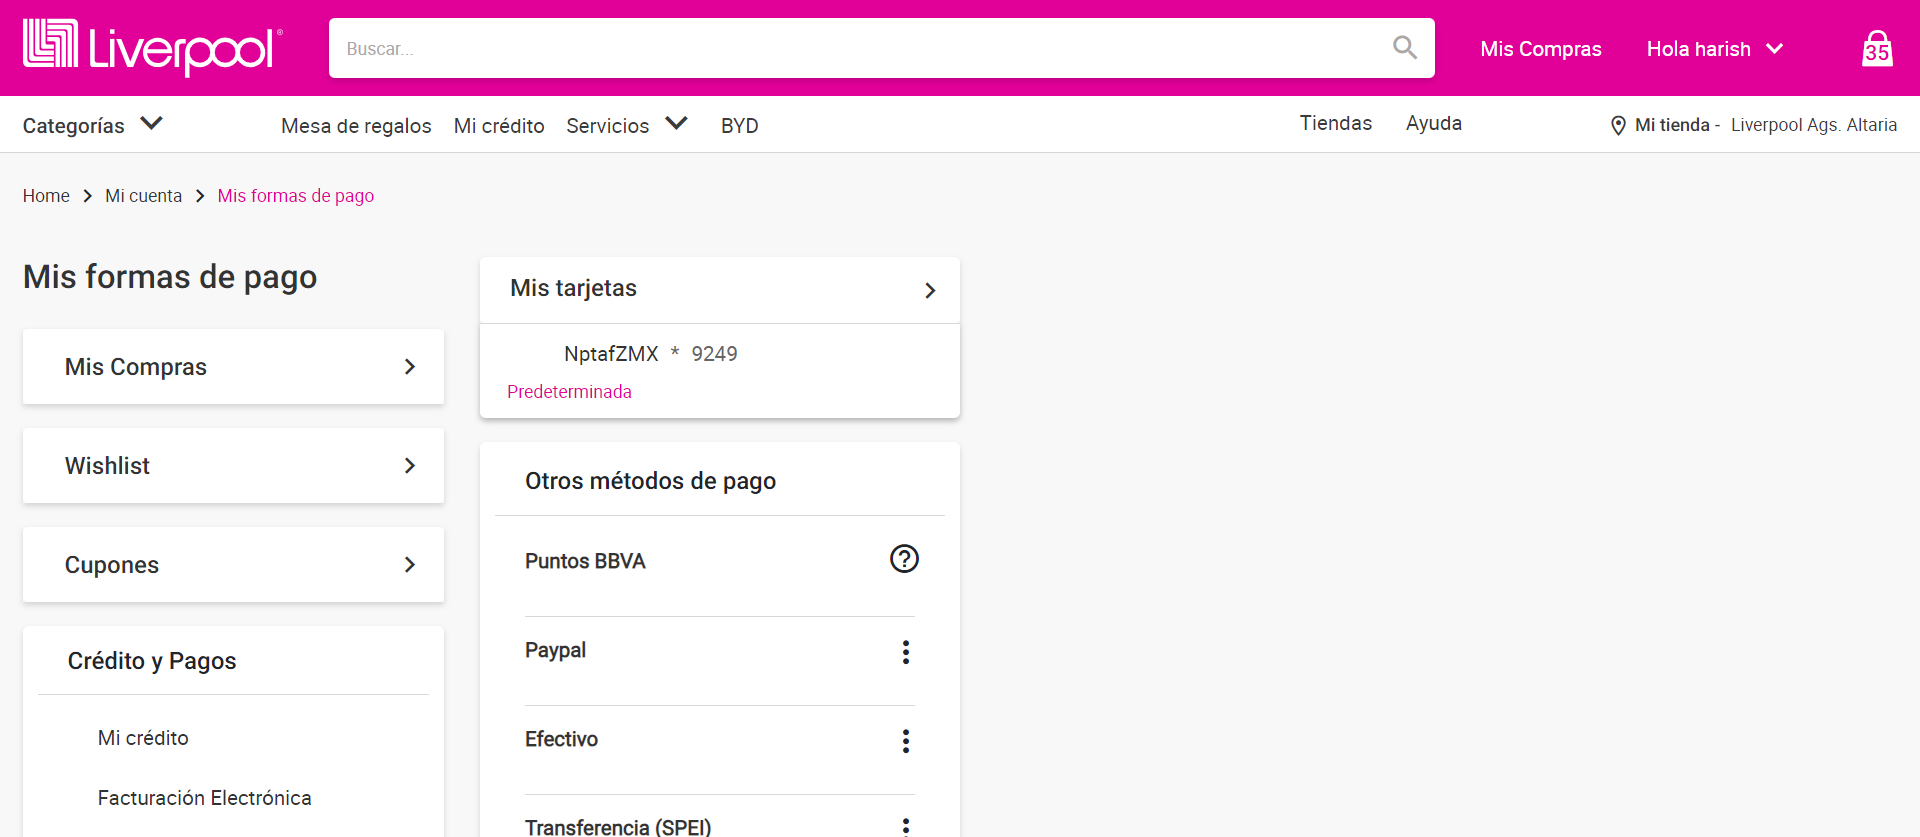 Liverpool®
Buscar...
Mis Compras
Hola harish
35
Categorías
Mesa de regalos
Mi crédito
Servicios
BYD
Tiendas
Ayuda
Mi tienda - Liverpool Ags. Altaria
Home > Mi cuenta > Mis formas de pago
Mis formas de pago
Mis Compras
Wishlist
Cupones
Crédito y Pagos
Mi crédito
Facturación Electrónica
Mis tarjetas
NptafZMX * 9249
Predeterminada
Otros métodos de pago
Puntos BBVA
Paypal
Efectivo
Transferencia (SPEI)